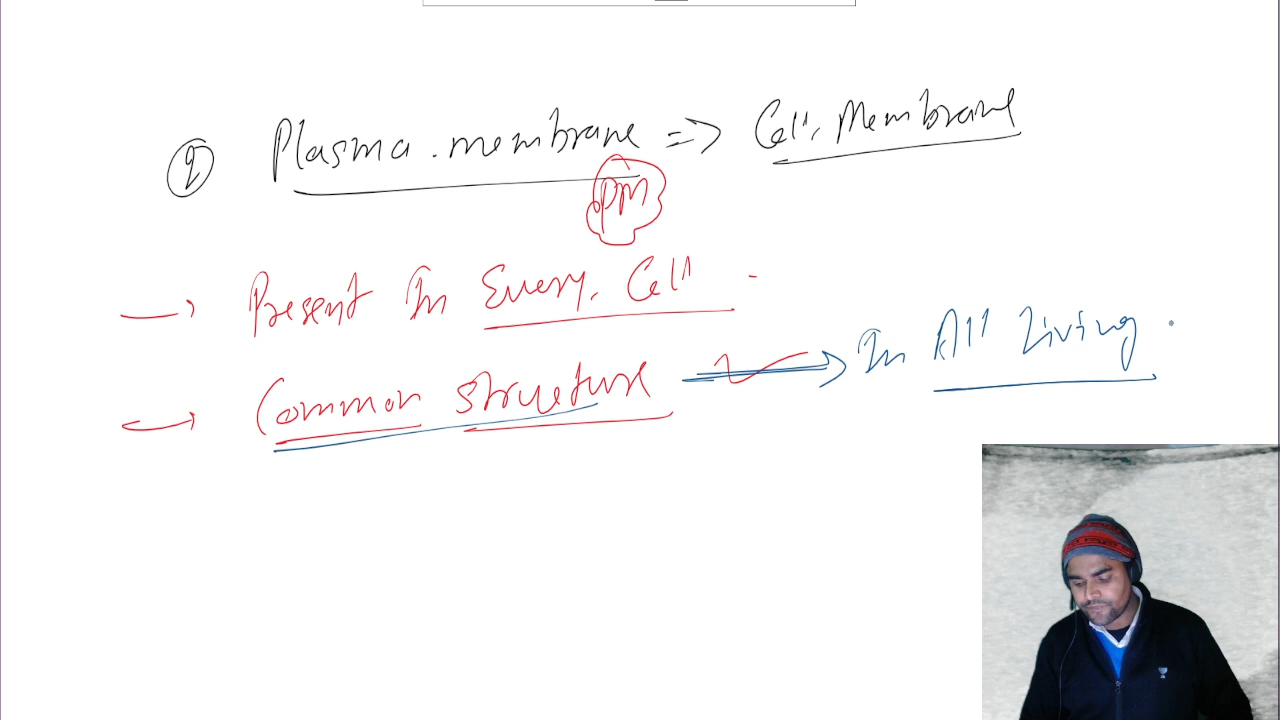 ② Plasma membrane => Cell Membrane
PM
→ Present In Every Cell
→ Common structure ⇒ In All Living